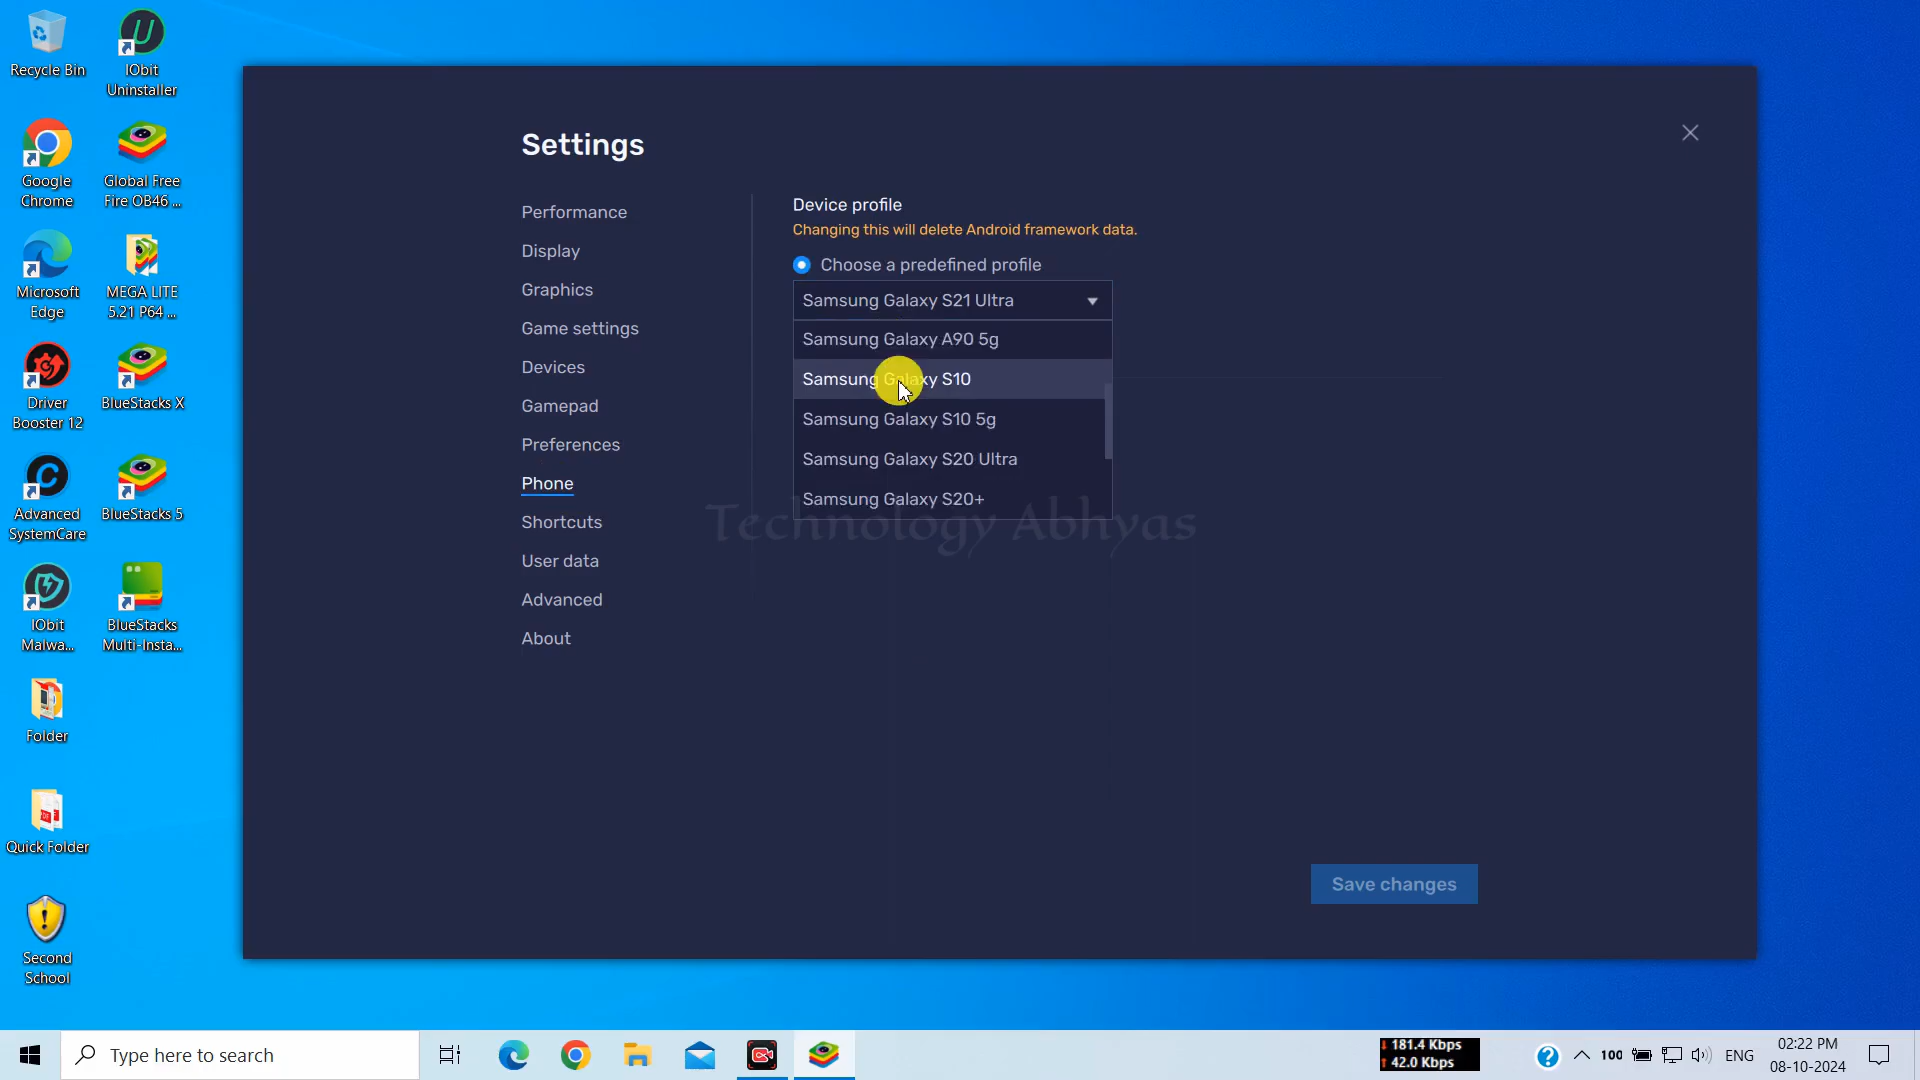 Recycle Bin
IObit
Uninstaller
Google
Chrome
Global Free
Fire OB46 ...
Microsoft
Edge
MEGA LITE
5.21 P64 ...
Driver
Booster 12
BlueStacks X
Advanced
SystemCare
BlueStacks 5
IObit
Malwa...
BlueStacks
Multi-Insta...
Folder
Quick Folder
Second
School
Settings
Performance
Display
Graphics
Game settings
Devices
Gamepad
Preferences
Phone
Shortcuts
User data
Advanced
About
Device profile
Changing this will delete Android framework data.
Choose a predefined profile
Samsung Galaxy S21 Ultra
Samsung Galaxy A90 5g
Samsung Galaxy S10
Samsung Galaxy S10 5g
Samsung Galaxy S20 Ultra
Samsung Galaxy S20+
Technology Abhyas
Save changes
Type here to search
181.4 Kbps
42.0 Kbps
100
ENG
02:22 PM
08-10-2024